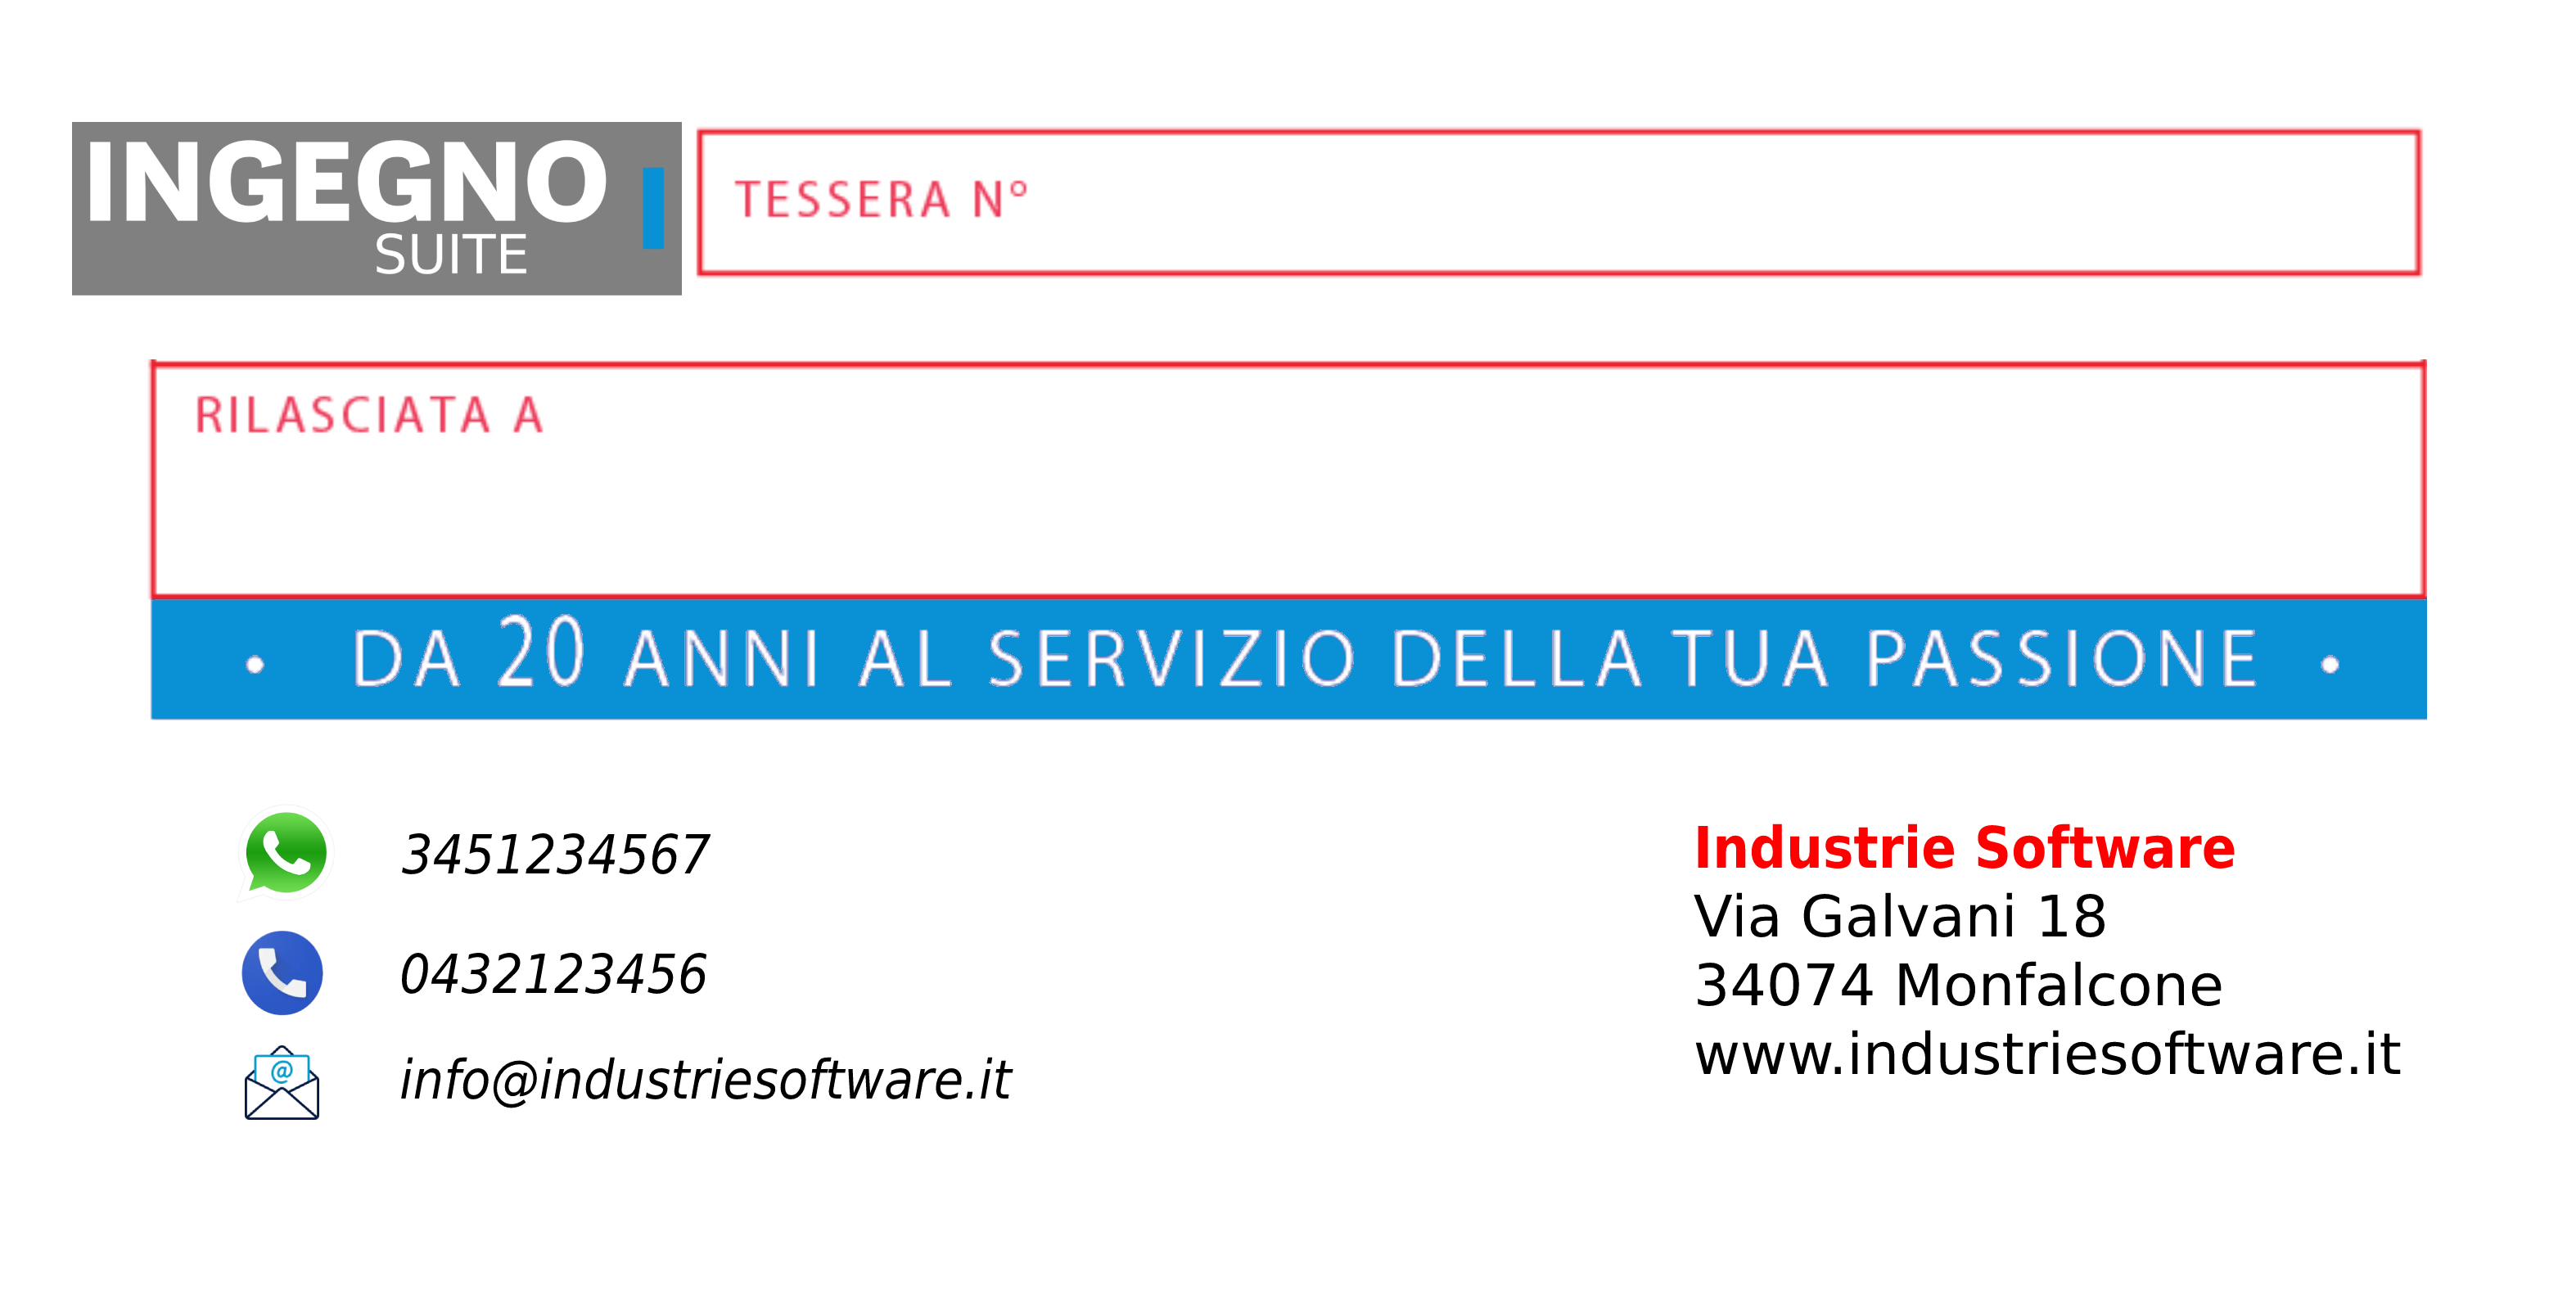 INGEGNO
SUITE
TESSERA N°
RILASCIATA A
• DA 20 ANNI AL SERVIZIO DELLA TUA PASSIONE •
3451234567
0432123456
@
info@industriesoftware.it
Industrie Software
Via Galvani 18
34074 Monfalcone
www.industriesoftware.it